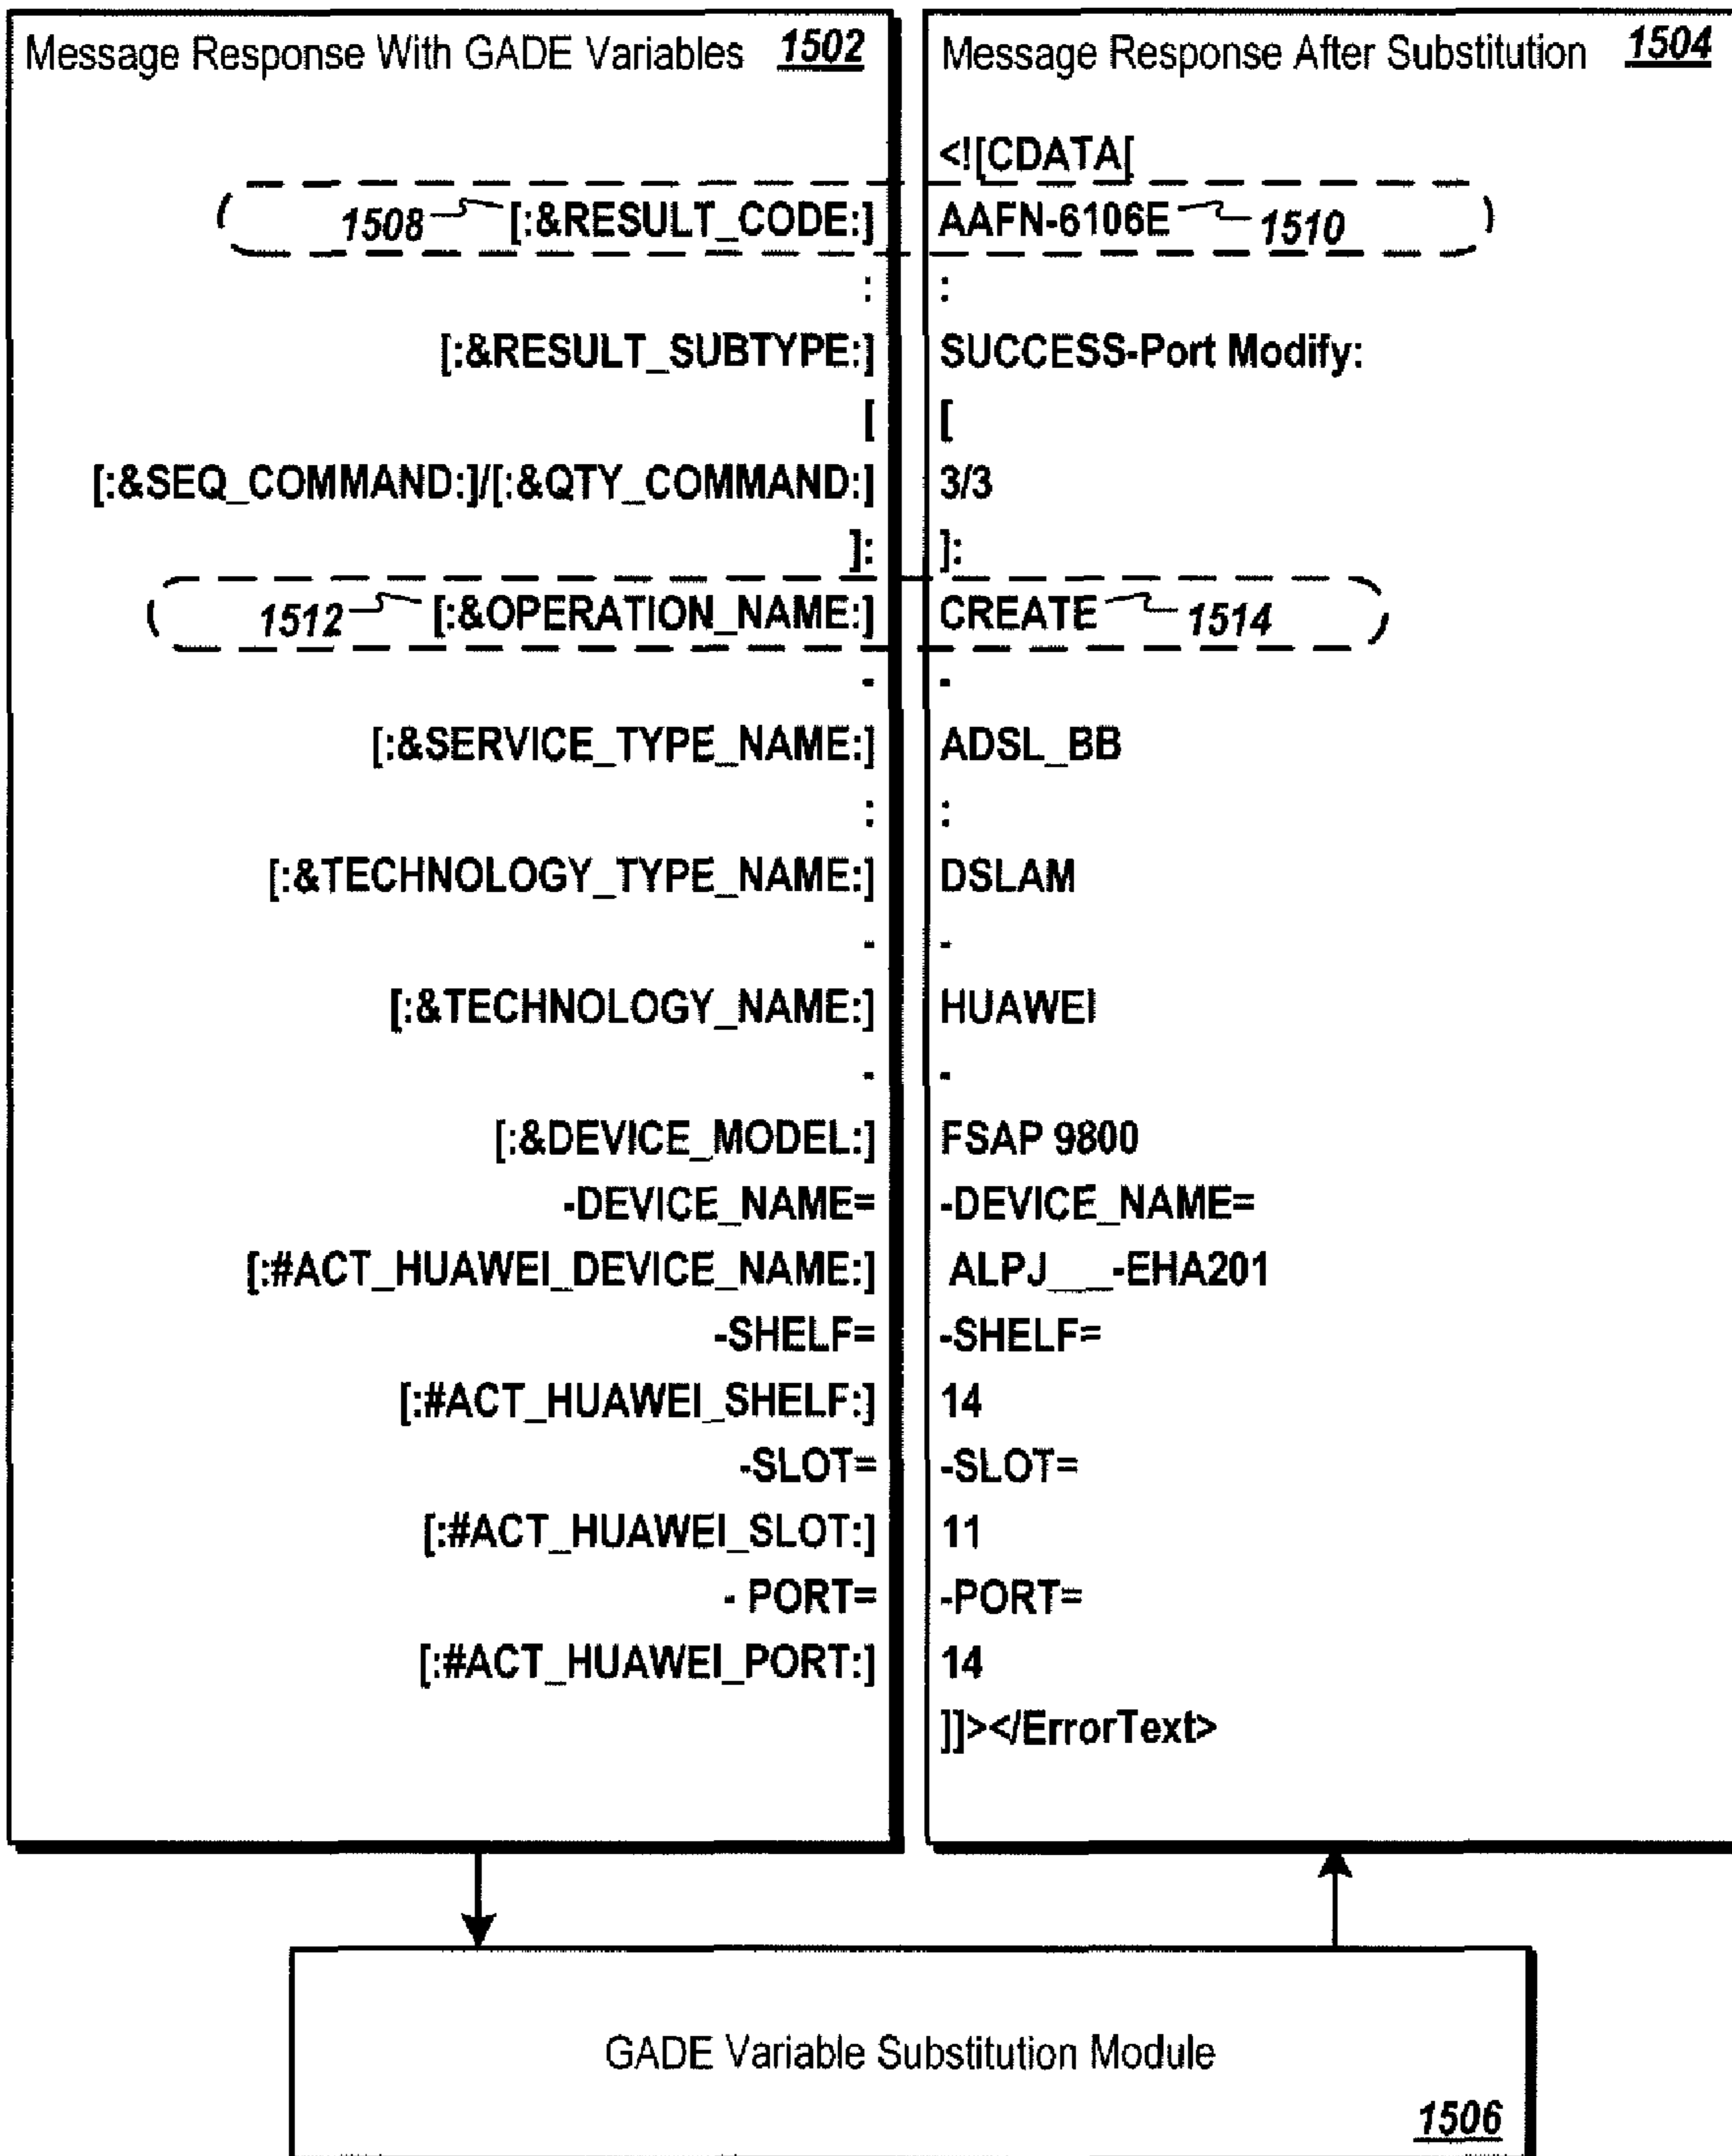 Message Response With GADE Variables 1502
1508 [:&RESULT_CODE:]
:
[:&RESULT_SUBTYPE:]
[
[:&SEQ_COMMAND:]/[:&QTY_COMMAND:]
]:
1512 [:&OPERATION_NAME:]
-
[:&SERVICE_TYPE_NAME:]
:
[:&TECHNOLOGY_TYPE_NAME:]
-
[:&TECHNOLOGY_NAME:]
-
[:&DEVICE_MODEL:]
-DEVICE_NAME=
[:#ACT_HUAWEI_DEVICE_NAME:]
-SHELF=
[:#ACT_HUAWEI_SHELF:]
-SLOT=
[:#ACT_HUAWEI_SLOT:]
- PORT=
[:#ACT_HUAWEI_PORT:]
Message Response After Substitution 1504
<![CDATA[
AAFN-6106E 1510
:
SUCCESS-Port Modify:
[
3/3
]:
CREATE 1514
-
ADSL_BB
:
DSLAM
-
HUAWEI
-
FSAP 9800
-DEVICE_NAME=
ALPJ___-EHA201
-SHELF=
14
-SLOT=
11
-PORT=
14
]]></ErrorText>
GADE Variable Substitution Module
1506